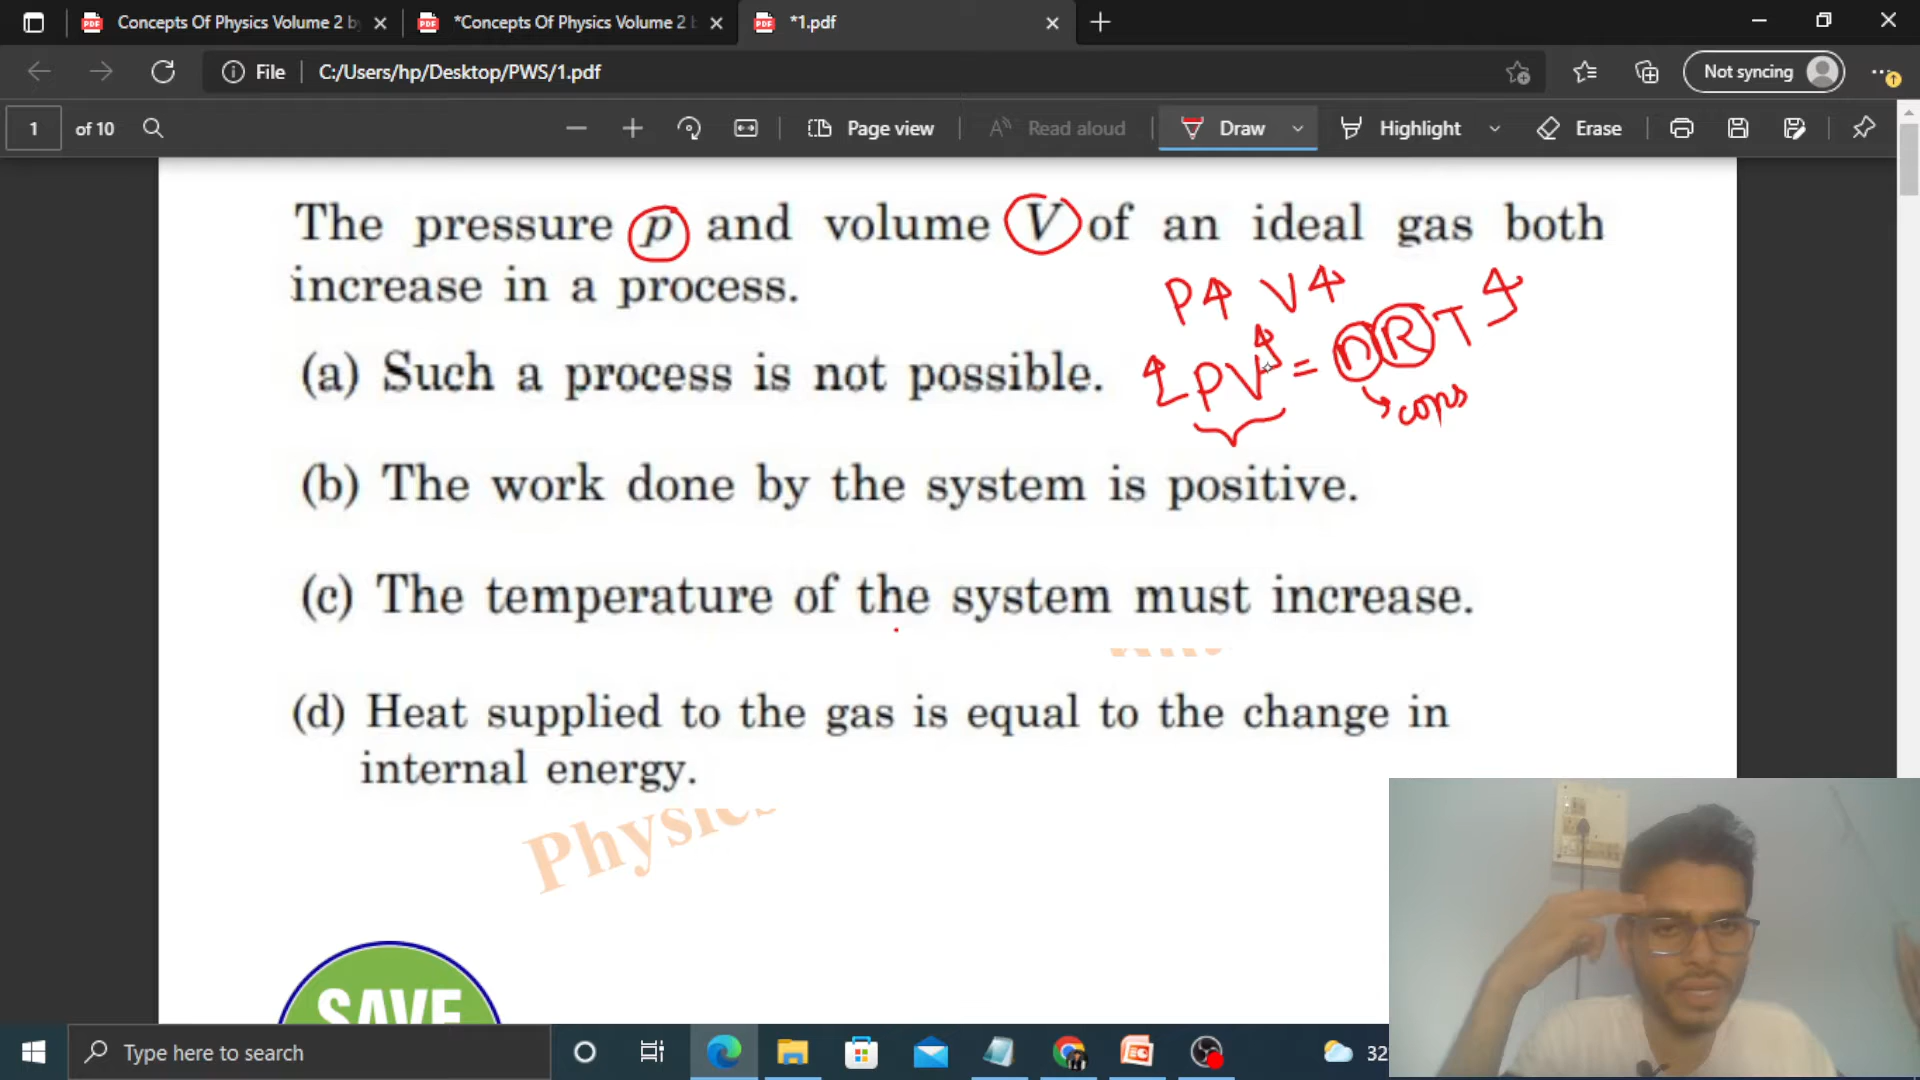 Concepts Of Physics Volume 2 by
*Concepts Of Physics Volume 2 b
*1.pdf
File
C:/Users/hp/Desktop/PWS/1.pdf
Not syncing
1 of 10
Page view
Read aloud
Draw
Highlight
Erase
The pressure p and volume V of an ideal gas both
increase in a process.
P↑ V↑
(a) Such a process is not possible.
↑ PV↑ = nRT ↑
cons
(b) The work done by the system is positive.
(c) The temperature of the system must increase.
(d) Heat supplied to the gas is equal to the change in
internal energy.
Physics
SAVE
Type here to search
32